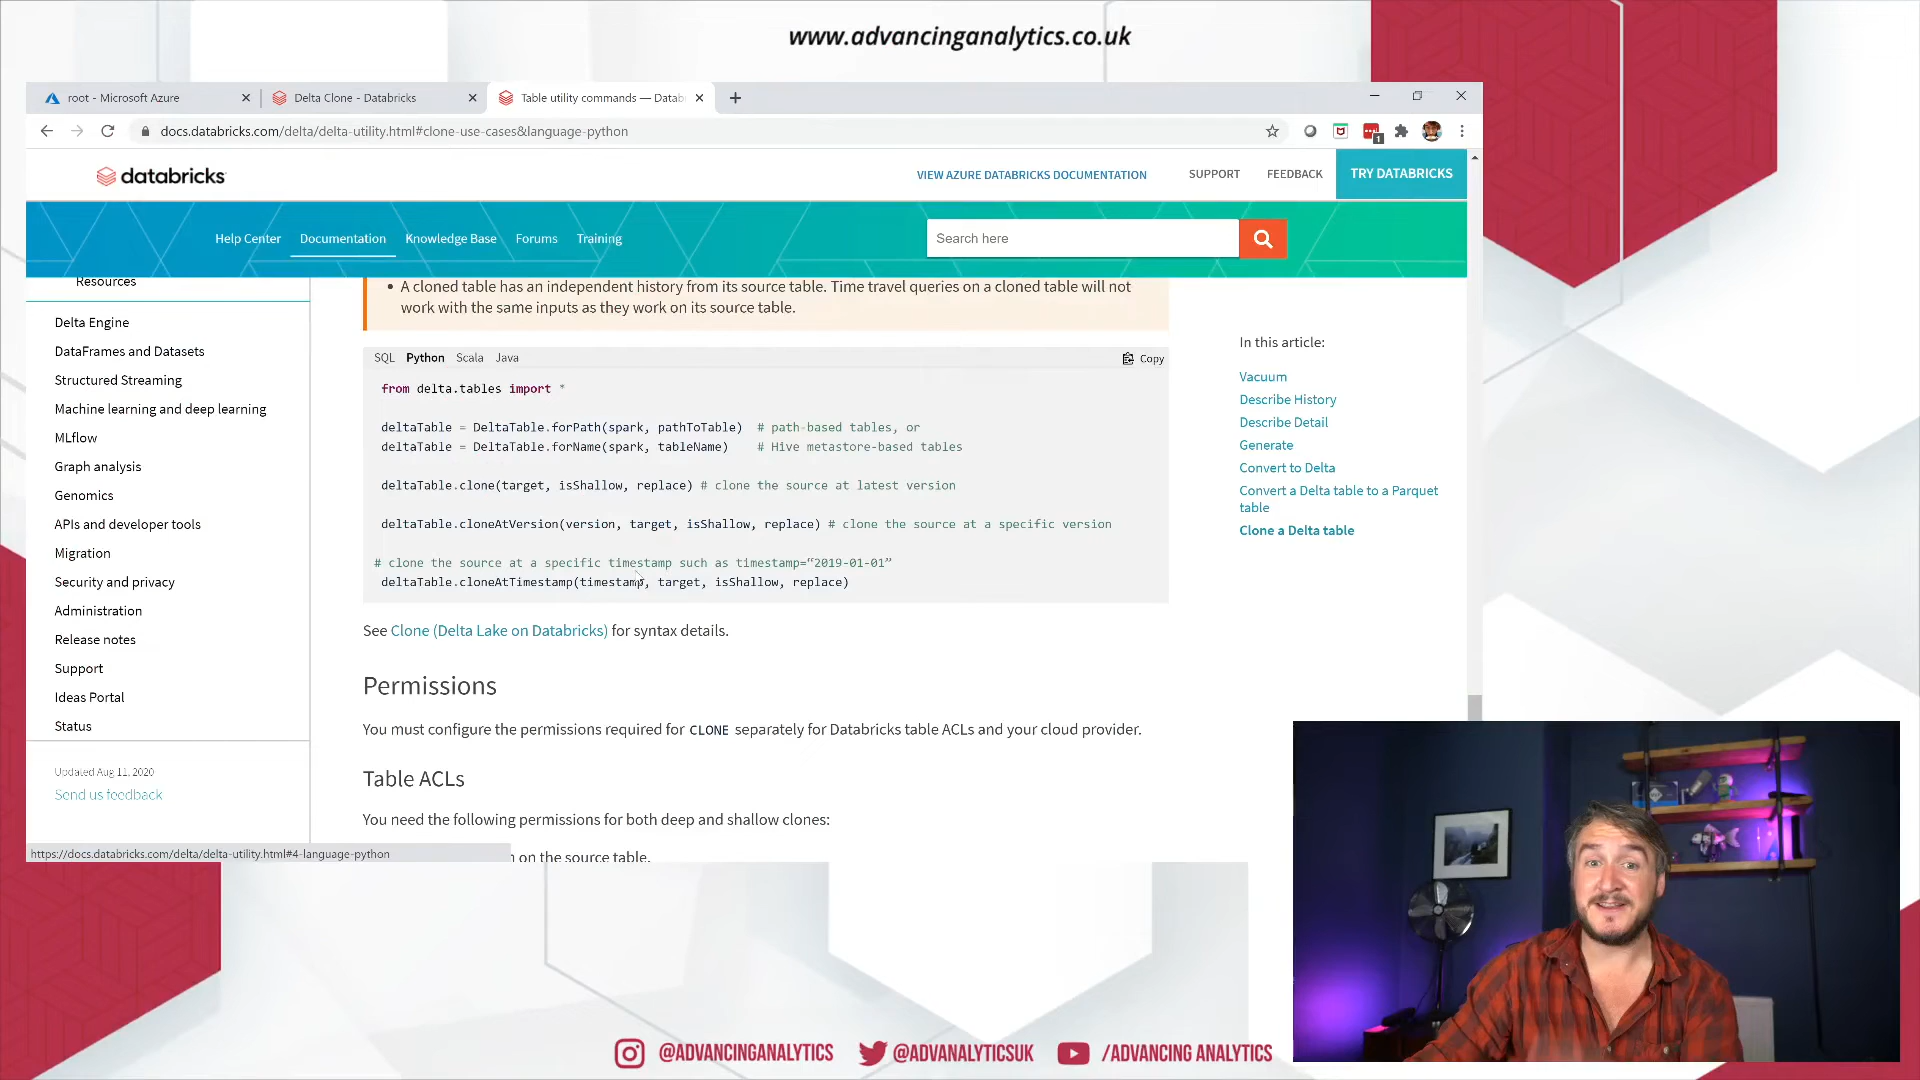 www.advancinganalytics.co.uk
root - Microsoft Azure
Delta Clone - Databricks
Table utility commands — Datab
docs.databricks.com/delta/delta-utility.html#clone-use-cases&language-python
1
databricks
VIEW AZURE DATABRICKS DOCUMENTATION
SUPPORT
FEEDBACK
TRY DATABRICKS
Help Center
Documentation
Knowledge Base
Forums
Training
Search here
Resources
Delta Engine
DataFrames and Datasets
Structured Streaming
Machine learning and deep learning
MLflow
Graph analysis
Genomics
APIs and developer tools
Migration
Security and privacy
Administration
Release notes
Support
Ideas Portal
Status
Updated Aug 11, 2020
Send us feedback
• A cloned table has an independent history from its source table. Time travel queries on a cloned table will not
work with the same inputs as they work on its source table.
SQL Python Scala Java
Copy
from delta.tables import *
deltaTable = DeltaTable.forPath(spark, pathToTable) # path-based tables, or
deltaTable = DeltaTable.forName(spark, tableName) # Hive metastore-based tables
deltaTable.clone(target, isShallow, replace) # clone the source at latest version
deltaTable.cloneAtVersion(version, target, isShallow, replace) # clone the source at a specific version
# clone the source at a specific timestamp such as timestamp=“2019-01-01”
deltaTable.cloneAtTimestamp(timestamp, target, isShallow, replace)
See Clone (Delta Lake on Databricks) for syntax details.
Permissions
You must configure the permissions required for CLONE separately for Databricks table ACLs and your cloud provider.
Table ACLs
You need the following permissions for both deep and shallow clones:
on the source table.
In this article:
Vacuum
Describe History
Describe Detail
Generate
Convert to Delta
Convert a Delta table to a Parquet
table
Clone a Delta table
https://docs.databricks.com/delta/delta-utility.html#4-language-python
@ADVANCINGANALYTICS
@ADVANALYTICSUK
/ADVANCING ANALYTICS